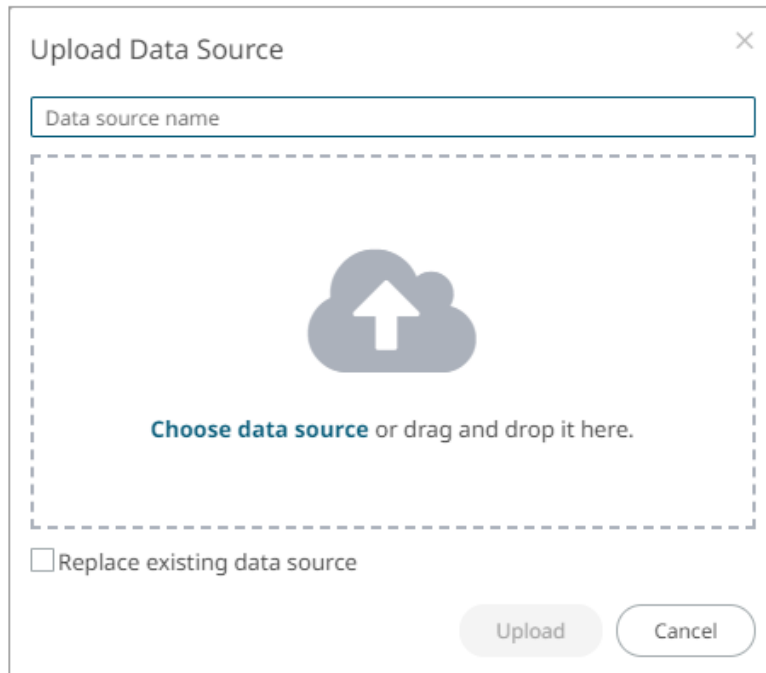 Upload Data Source
Data source name
Choose data source or drag and drop it here.
Replace existing data source
Upload Cancel